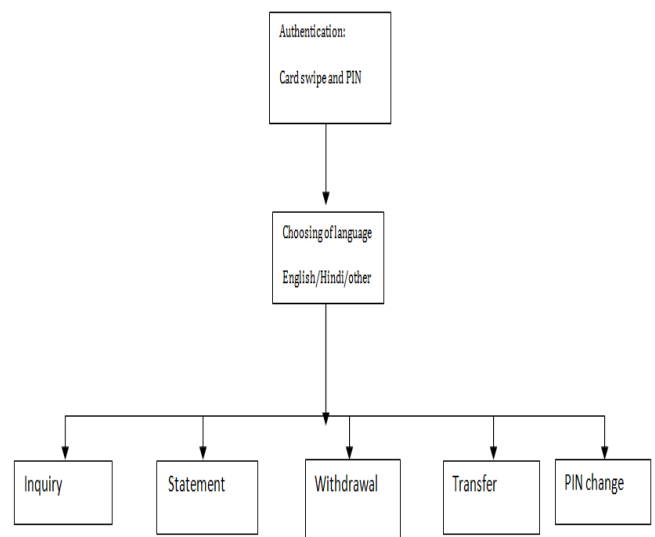 Authentication:
Card swipe and PIN
Choosing of language
English/Hindi/other
Inquiry
Statement
Withdrawal
Transfer
PIN change